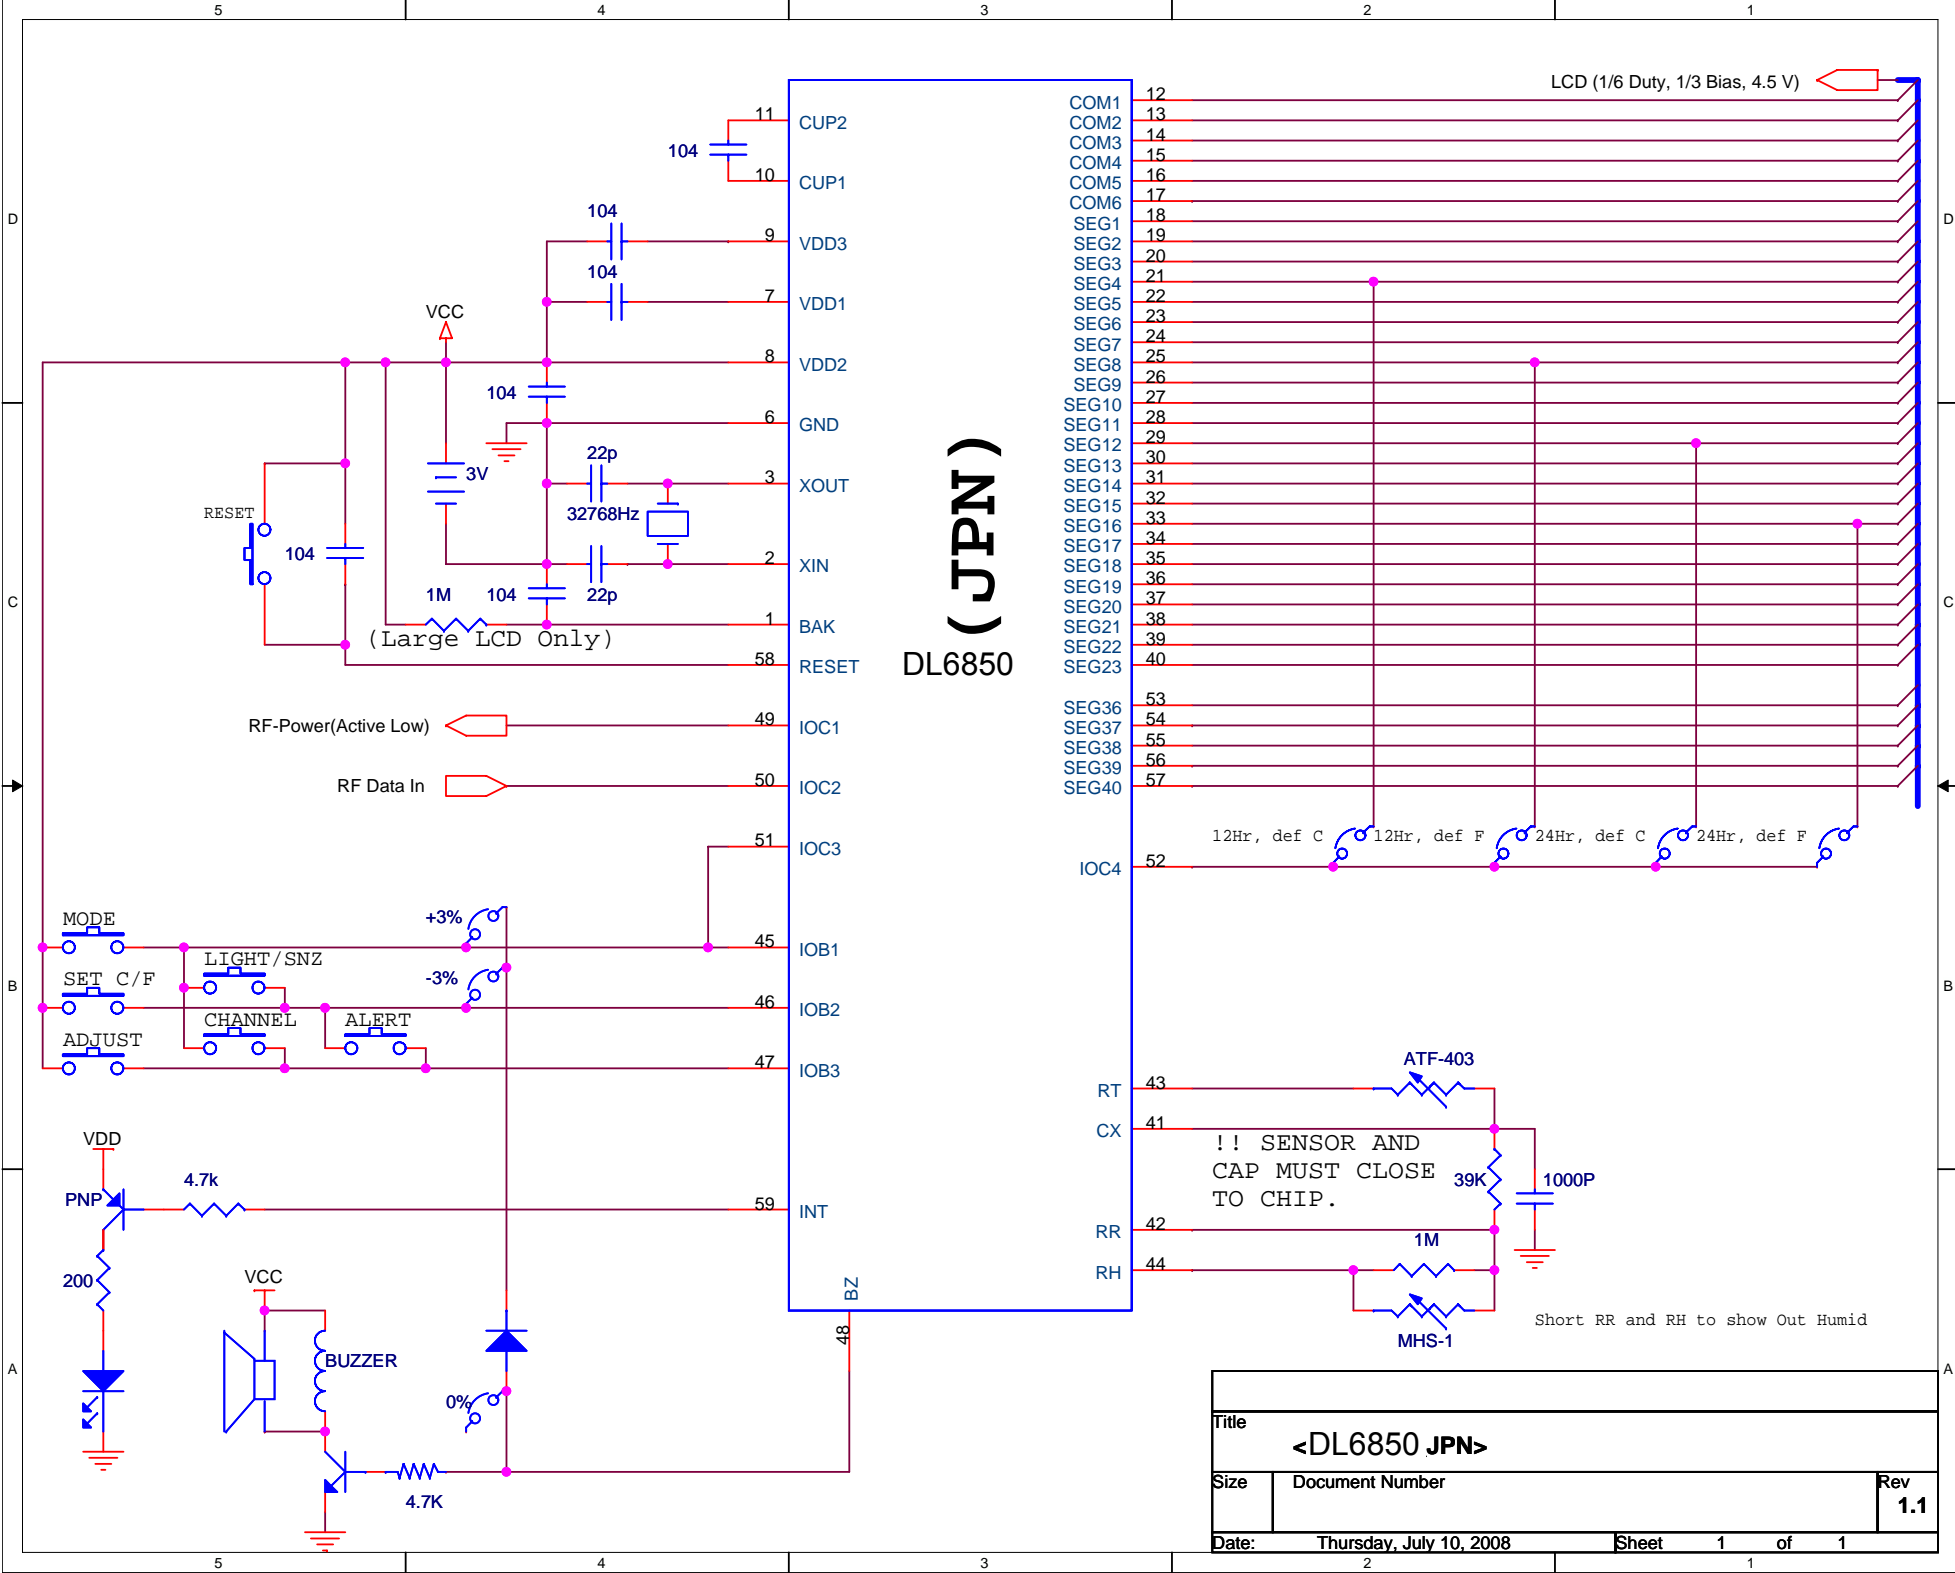 5 4 3 2 1
D
C
B
A
D
C
B
A
LCD (1/6 Duty, 1/3 Bias, 4.5 V)
11 CUP2
104
10 CUP1
104
9 VDD3
104
7 VDD1
VCC
8 VDD2
104
6 GND
22p
3V
3 XOUT
32768Hz
RESET
104
2 XIN
1M
104
22p
(Large LCD Only)
1 BAK
58 RESET
RF-Power(Active Low)
49 IOC1
RF Data In
50 IOC2
51 IOC3
MODE
+3%
45 IOB1
LIGHT/SNZ
SET C/F
-3%
46 IOB2
CHANNEL
ALERT
ADJUST
47 IOB3
VDD
PNP
4.7k
59 INT
200
VCC
BUZZER
0%
4.7K
BZ
48
(JPN)
DL6850
COM1 12
COM2 13
COM3 14
COM4 15
COM5 16
COM6 17
SEG1 18
SEG2 19
SEG3 20
SEG4 21
SEG5 22
SEG6 23
SEG7 24
SEG8 25
SEG9 26
SEG10 27
SEG11 28
SEG12 29
SEG13 30
SEG14 31
SEG15 32
SEG16 33
SEG17 34
SEG18 35
SEG19 36
SEG20 37
SEG21 38
SEG22 39
SEG23 40
SEG36 53
SEG37 54
SEG38 55
SEG39 56
SEG40 57
12Hr, def C
12Hr, def F
24Hr, def C
24Hr, def F
IOC4 52
ATF-403
RT 43
CX 41
!! SENSOR AND
CAP MUST CLOSE
TO CHIP.
39K
1000P
RR 42
1M
RH 44
MHS-1
Short RR and RH to show Out Humid
Title
<DL6850 JPN>
Size
Document Number
Rev
1.1
Date:
Thursday, July 10, 2008
Sheet 1 of 1
5 4 3 2 1